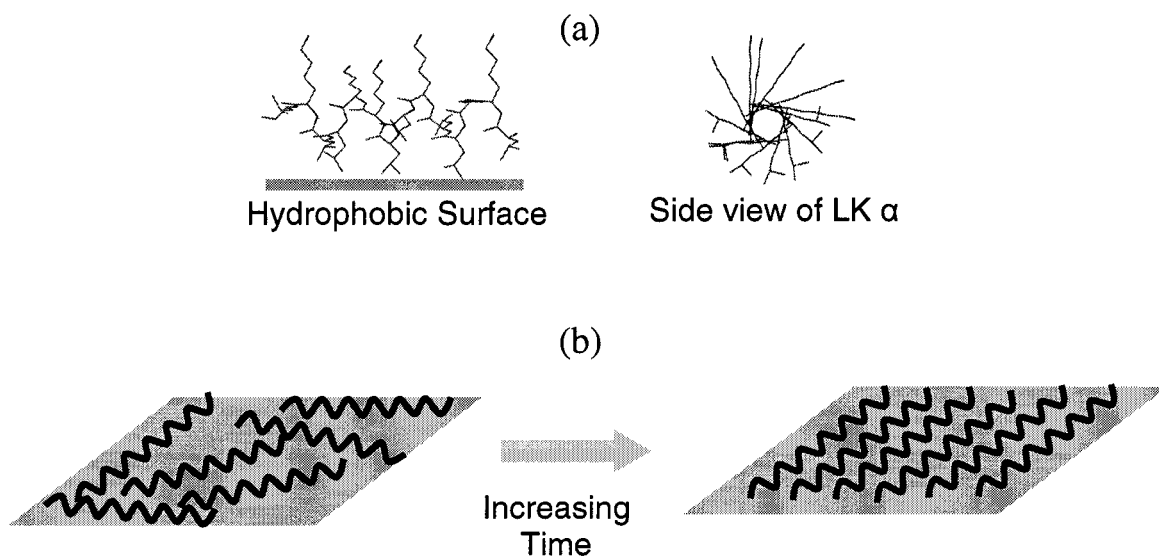 (a)
Hydrophobic Surface
Side view of LK α
(b)
Increasing
Time